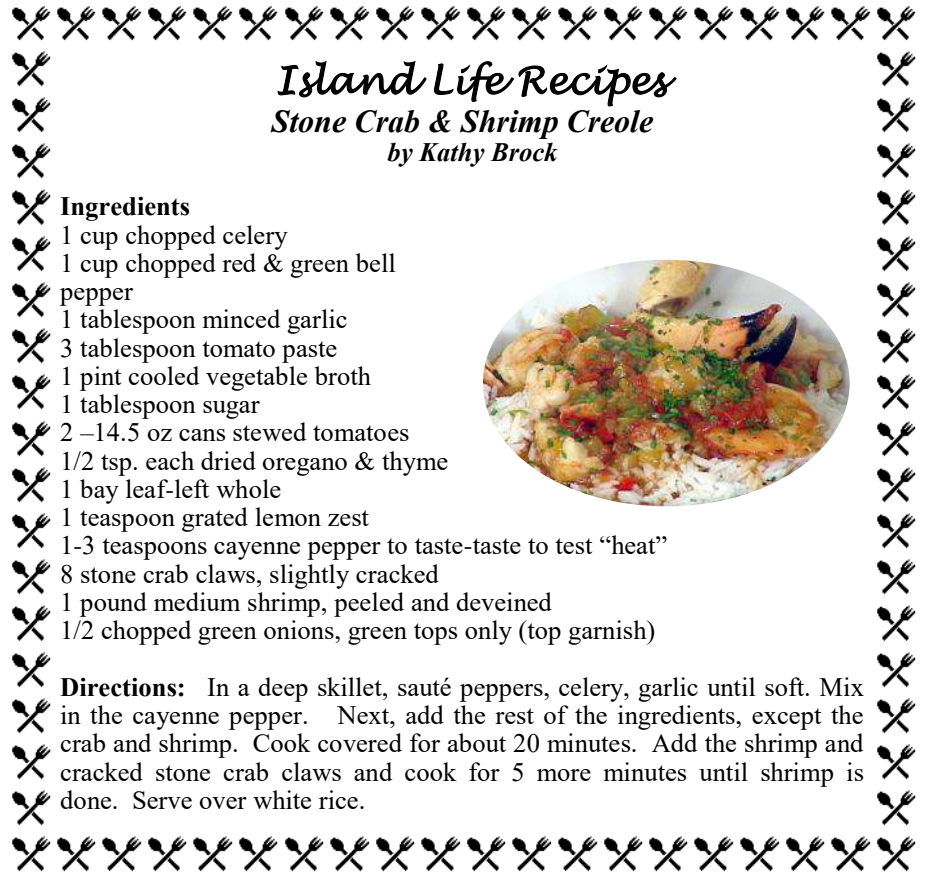 Island Life Recipes
Stone Crab & Shrimp Creole
by Kathy Brock
Ingredients
1 cup chopped celery
1 cup chopped red & green bell
pepper
1 tablespoon minced garlic
3 tablespoon tomato paste
1 pint cooled vegetable broth
1 tablespoon sugar
2 –14.5 oz cans stewed tomatoes
1/2 tsp. each dried oregano & thyme
1 bay leaf-left whole
1 teaspoon grated lemon zest
1-3 teaspoons cayenne pepper to taste-taste to test “heat”
8 stone crab claws, slightly cracked
1 pound medium shrimp, peeled and deveined
1/2 chopped green onions, green tops only (top garnish)
Directions: In a deep skillet, sauté peppers, celery, garlic until soft. Mix
in the cayenne pepper. Next, add the rest of the ingredients, except the
crab and shrimp. Cook covered for about 20 minutes. Add the shrimp and
cracked stone crab claws and cook for 5 more minutes until shrimp is
done. Serve over white rice.